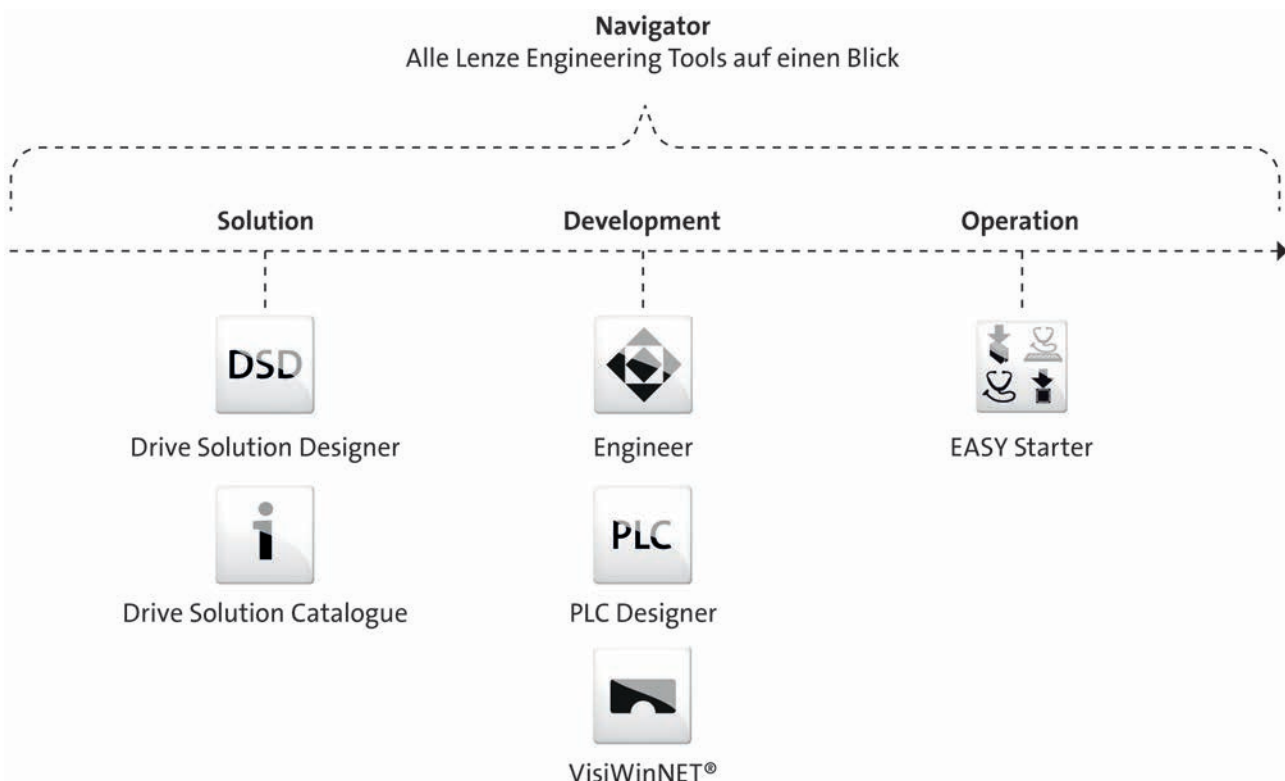 Navigator
Alle Lenze Engineering Tools auf einen Blick
Solution
Development
Operation
DSD
Drive Solution Designer
Engineer
EASY Starter
i
Drive Solution Catalogue
PLC
PLC Designer
VisiWinNET®